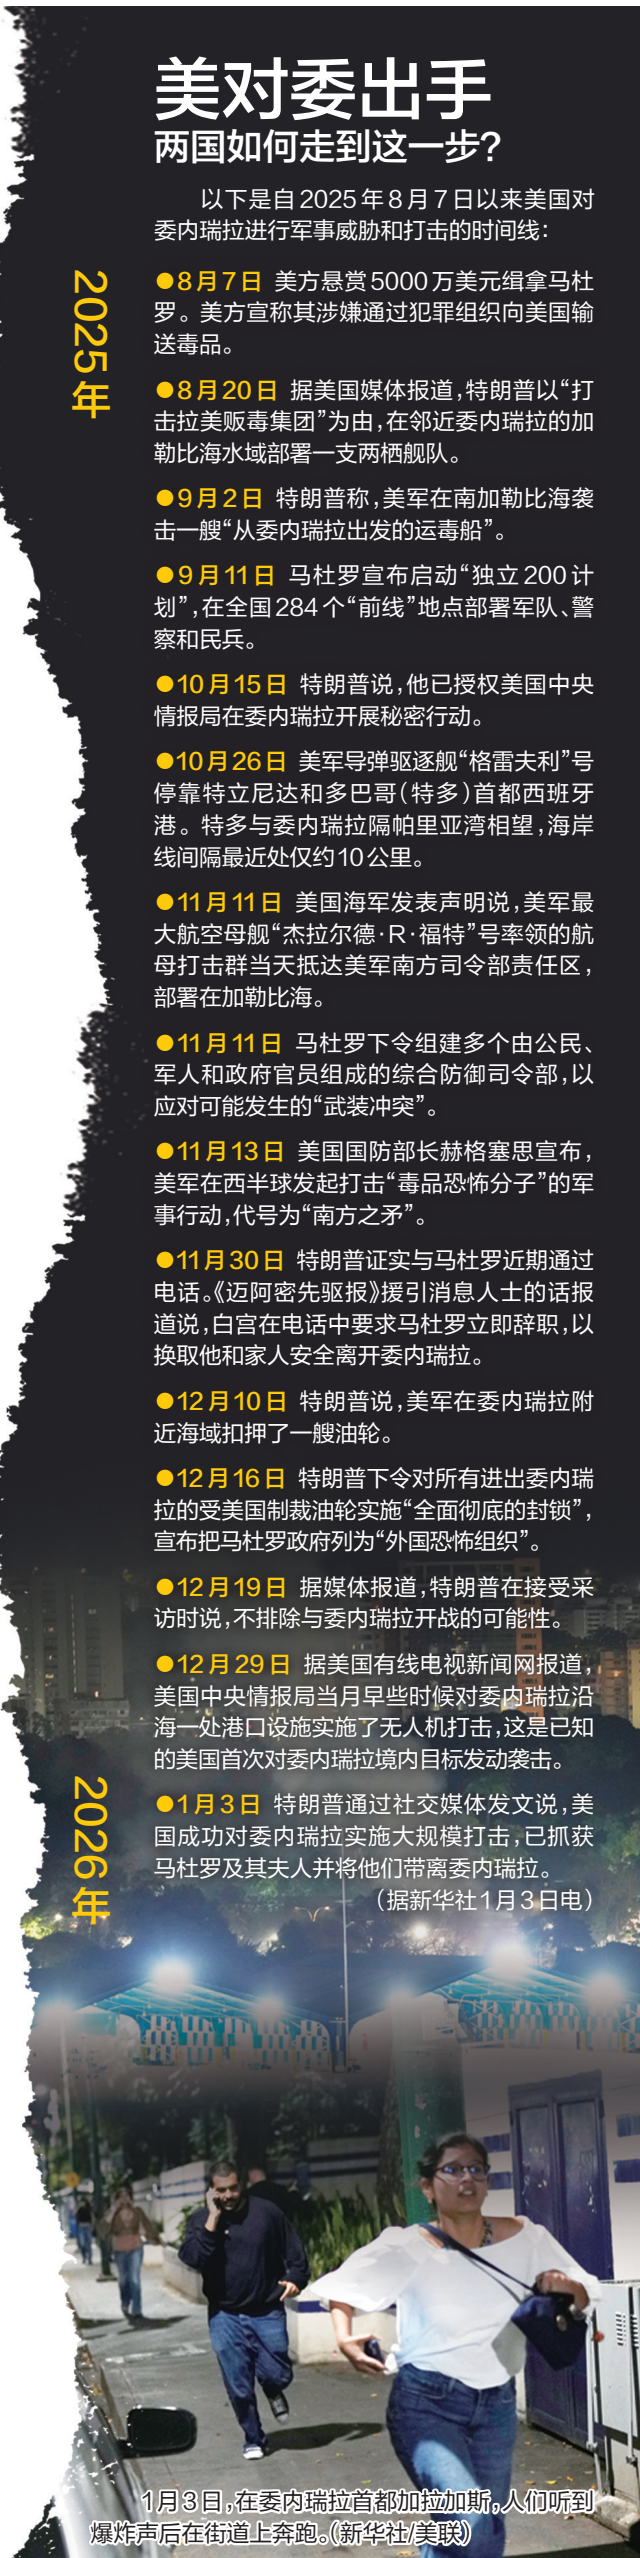 美对委出手
两国如何走到这一步?
以下是自2025年8月7日以来美国对
委内瑞拉进行军事威胁和打击的时间线:
2025年
●8月7日 美方悬赏5000万美元缉拿马杜
罗。美方宣称其涉嫌通过犯罪组织向美国输
送毒品。
●8月20日 据美国媒体报道,特朗普以“打
击拉美贩毒集团”为由,在邻近委内瑞拉的加
勒比海水域部署一支两栖舰队。
●9月2日 特朗普称,美军在南加勒比海袭
击一艘“从委内瑞拉出发的运毒船”。
●9月11日 马杜罗宣布启动“独立200计
划”,在全国284个“前线”地点部署军队、警
察和民兵。
●10月15日 特朗普说,他已授权美国中央
情报局在委内瑞拉开展秘密行动。
●10月26日 美军导弹驱逐舰“格雷夫利”号
停靠特立尼达和多巴哥(特多)首都西班牙
港。特多与委内瑞拉隔帕里亚湾相望,海岸
线间隔最近处仅约10公里。
●11月11日 美国海军发表声明说,美军最
大航空母舰“杰拉尔德·R·福特”号率领的航
母打击群当天抵达美军南方司令部责任区,
部署在加勒比海。
●11月11日 马杜罗下令组建多个由公民、
军人和政府官员组成的综合防御司令部,以
应对可能发生的“武装冲突”。
●11月13日 美国国防部长赫格塞思宣布,
美军在西半球发起打击“毒品恐怖分子”的军
事行动,代号为“南方之矛”。
●11月30日 特朗普证实与马杜罗近期通过
电话。《迈阿密先驱报》援引消息人士的话报
道说,白宫在电话中要求马杜罗立即辞职,以
换取他和家人安全离开委内瑞拉。
●12月10日 特朗普说,美军在委内瑞拉附
近海域扣押了一艘油轮。
●12月16日 特朗普下令对所有进出委内瑞
拉的受美国制裁油轮实施“全面彻底的封锁”,
宣布把马杜罗政府列为“外国恐怖组织”。
●12月19日 据媒体报道,特朗普在接受采
访时说,不排除与委内瑞拉开战的可能性。
●12月29日 据美国有线电视新闻网报道,
美国中央情报局当月早些时候对委内瑞拉沿
海一处港口设施实施了无人机打击,这是已知
的美国首次对委内瑞拉境内目标发动袭击。
2026年
●1月3日 特朗普通过社交媒体发文说,美
国成功对委内瑞拉实施大规模打击,已抓获
马杜罗及其夫人并将他们带离委内瑞拉。
(据新华社1月3日电)
1月3日,在委内瑞拉首都加拉加斯,人们听到
爆炸声后在街道上奔跑。(新华社/美联)